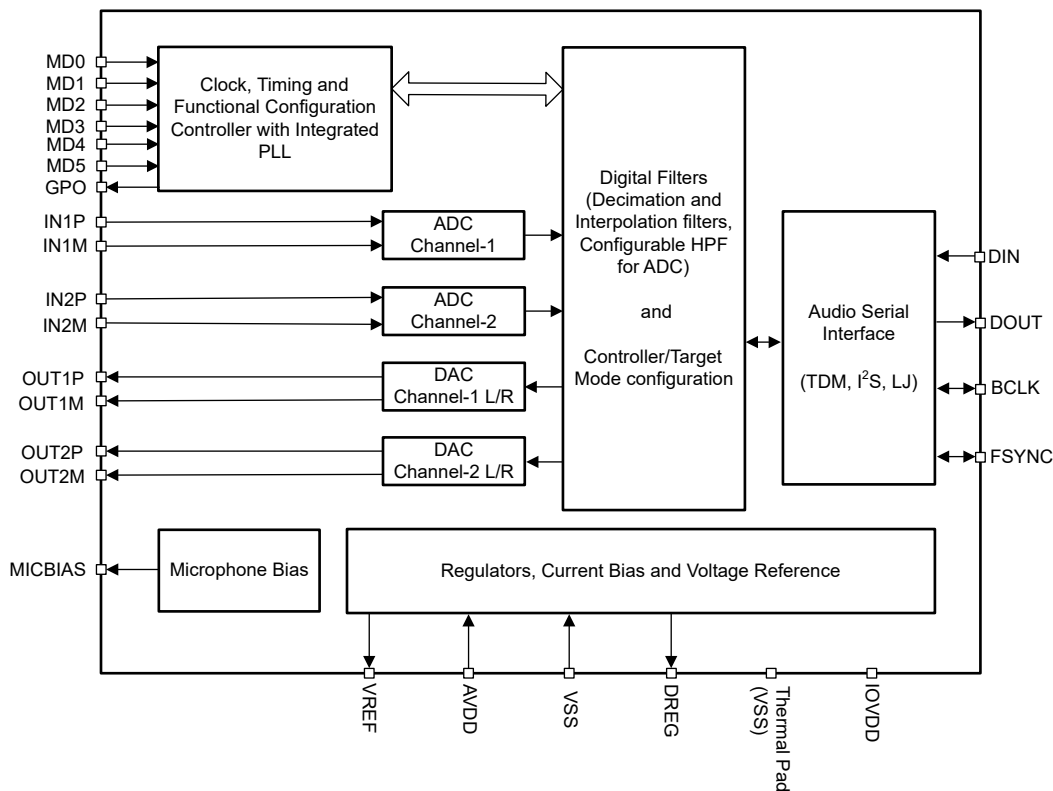 MD0
MD1
MD2
MD3
MD4
MD5
GPO
Clock, Timing and
Functional Configuration
Controller with Integrated
PLL
IN1P
IN1M
ADC
Channel-1
IN2P
IN2M
ADC
Channel-2
OUT1P
OUT1M
DAC
Channel-1 L/R
OUT2P
OUT2M
DAC
Channel-2 L/R
Digital Filters
(Decimation and
Interpolation filters,
Configurable HPF
for ADC)
and
Controller/Target
Mode configuration
Audio Serial
Interface
(TDM, I²S, LJ)
DIN
DOUT
BCLK
FSYNC
MICBIAS
Microphone Bias
Regulators, Current Bias and Voltage Reference
VREF
AVDD
VSS
DREG
Thermal Pad
(VSS)
IOVDD